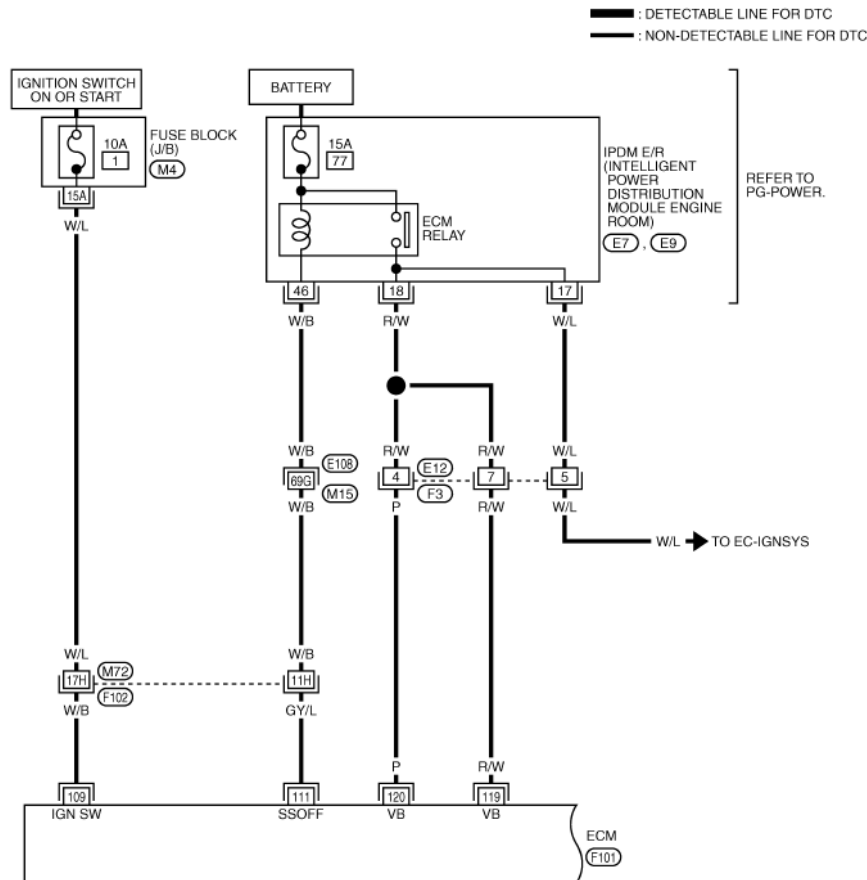 : DETECTABLE LINE FOR DTC
: NON-DETECTABLE LINE FOR DTC
IGNITION SWITCH
ON OR START
BATTERY
10A
1
FUSE BLOCK
(J/B)
M4
15A
77
IPDM E/R
(INTELLIGENT
POWER
DISTRIBUTION
MODULE ENGINE
ROOM)
E7 , E9
REFER TO
PG-POWER.
15A
ECM
RELAY
W/L
46
18
17
W/B
R/W
W/L
W/B
R/W
R/W
W/L
69G
E108
M15
4
E12
F3
7
5
W/B
P
R/W
W/L
W/L
TO EC-IGNSYS
W/L
W/B
17H
M72
F102
11H
W/B
GY/L
P
R/W
109
111
120
119
IGN SW
SSOFF
VB
VB
ECM
F101